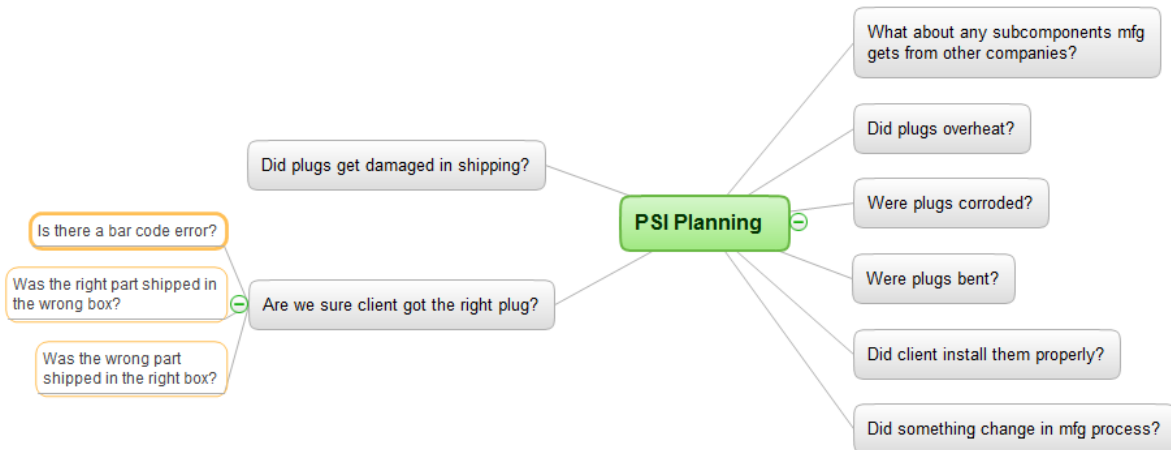 What about any subcomponents mfg
gets from other companies?
Did plugs overheat?
Did plugs get damaged in shipping?
Were plugs corroded?
PSI Planning
Is there a bar code error?
Were plugs bent?
Was the right part shipped in
the wrong box?
Are we sure client got the right plug?
Did client install them properly?
Was the wrong part
shipped in the right box?
Did something change in mfg process?